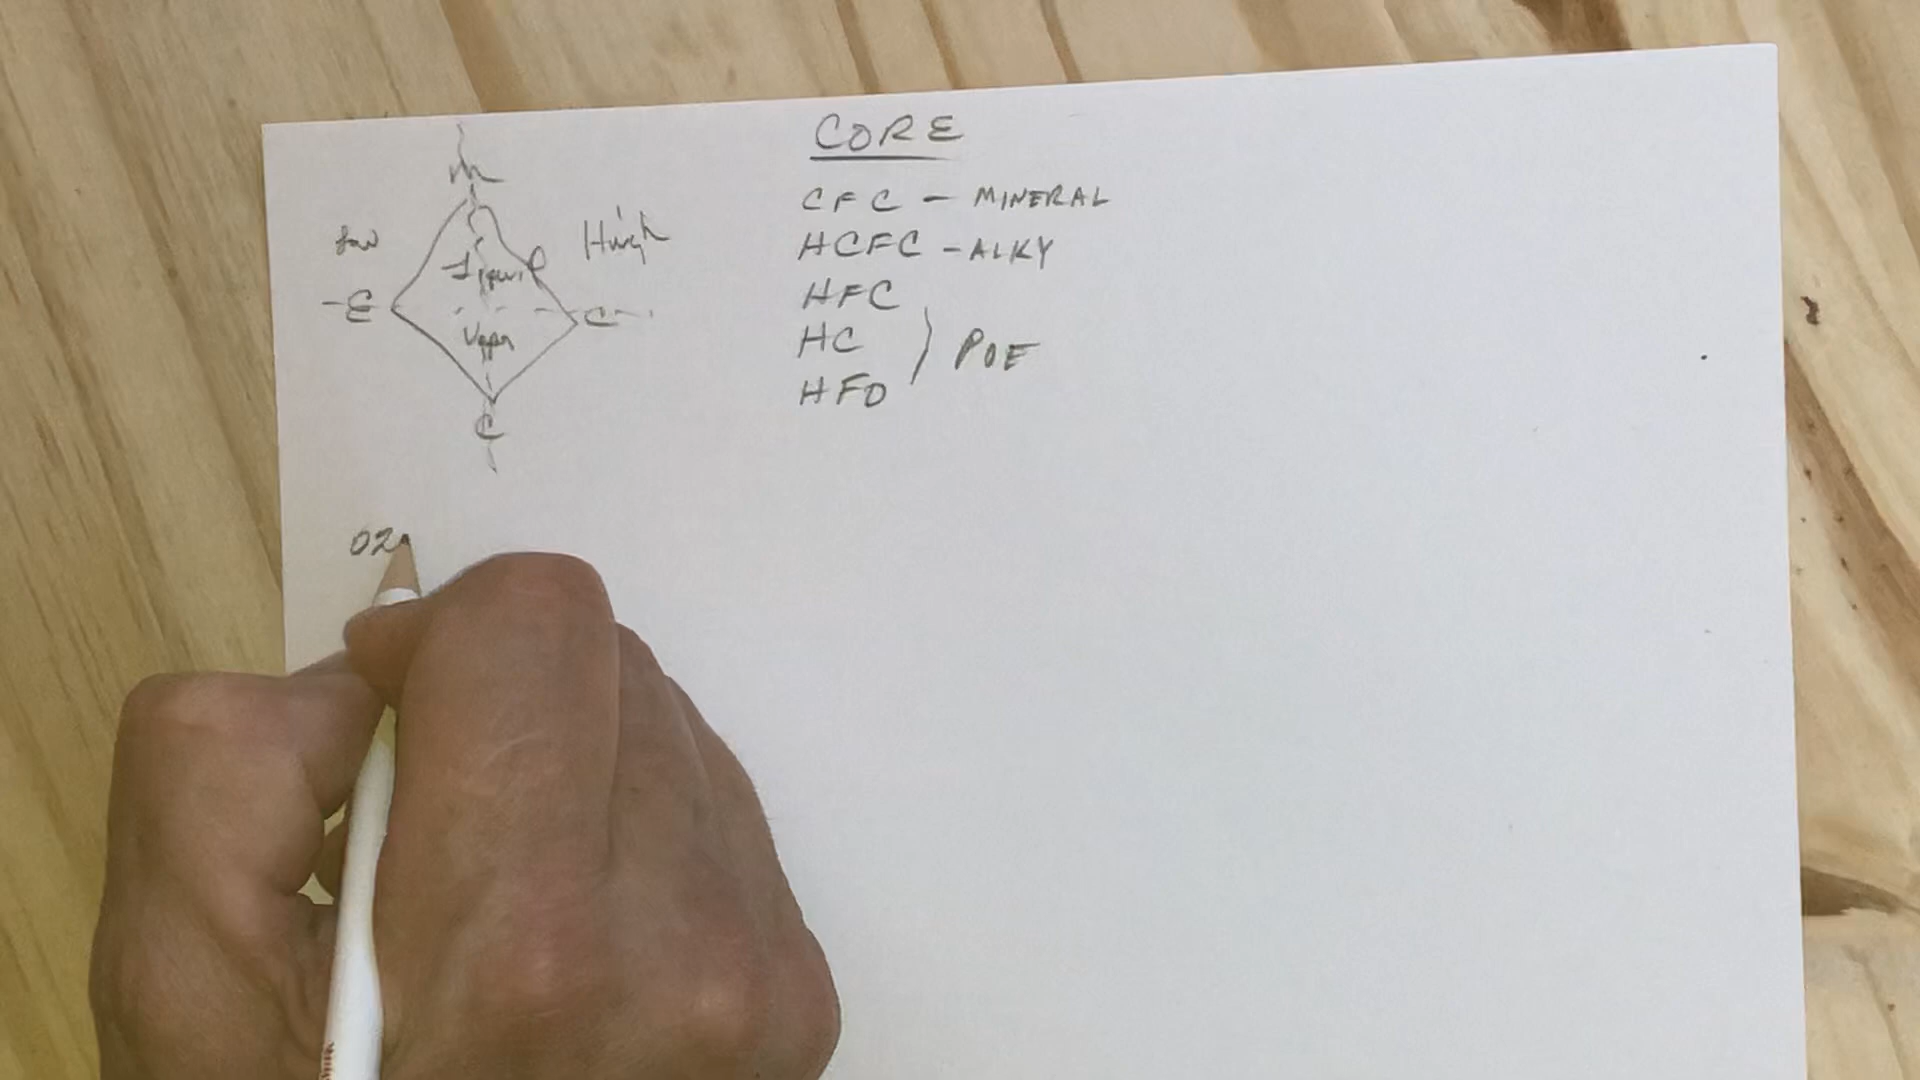 CORE
CFC - MINERAL
HCFC - ALKY
HFC
HC } POE
HFO
m
Low High
Liquid
-E C--
Vapor
C
OZ